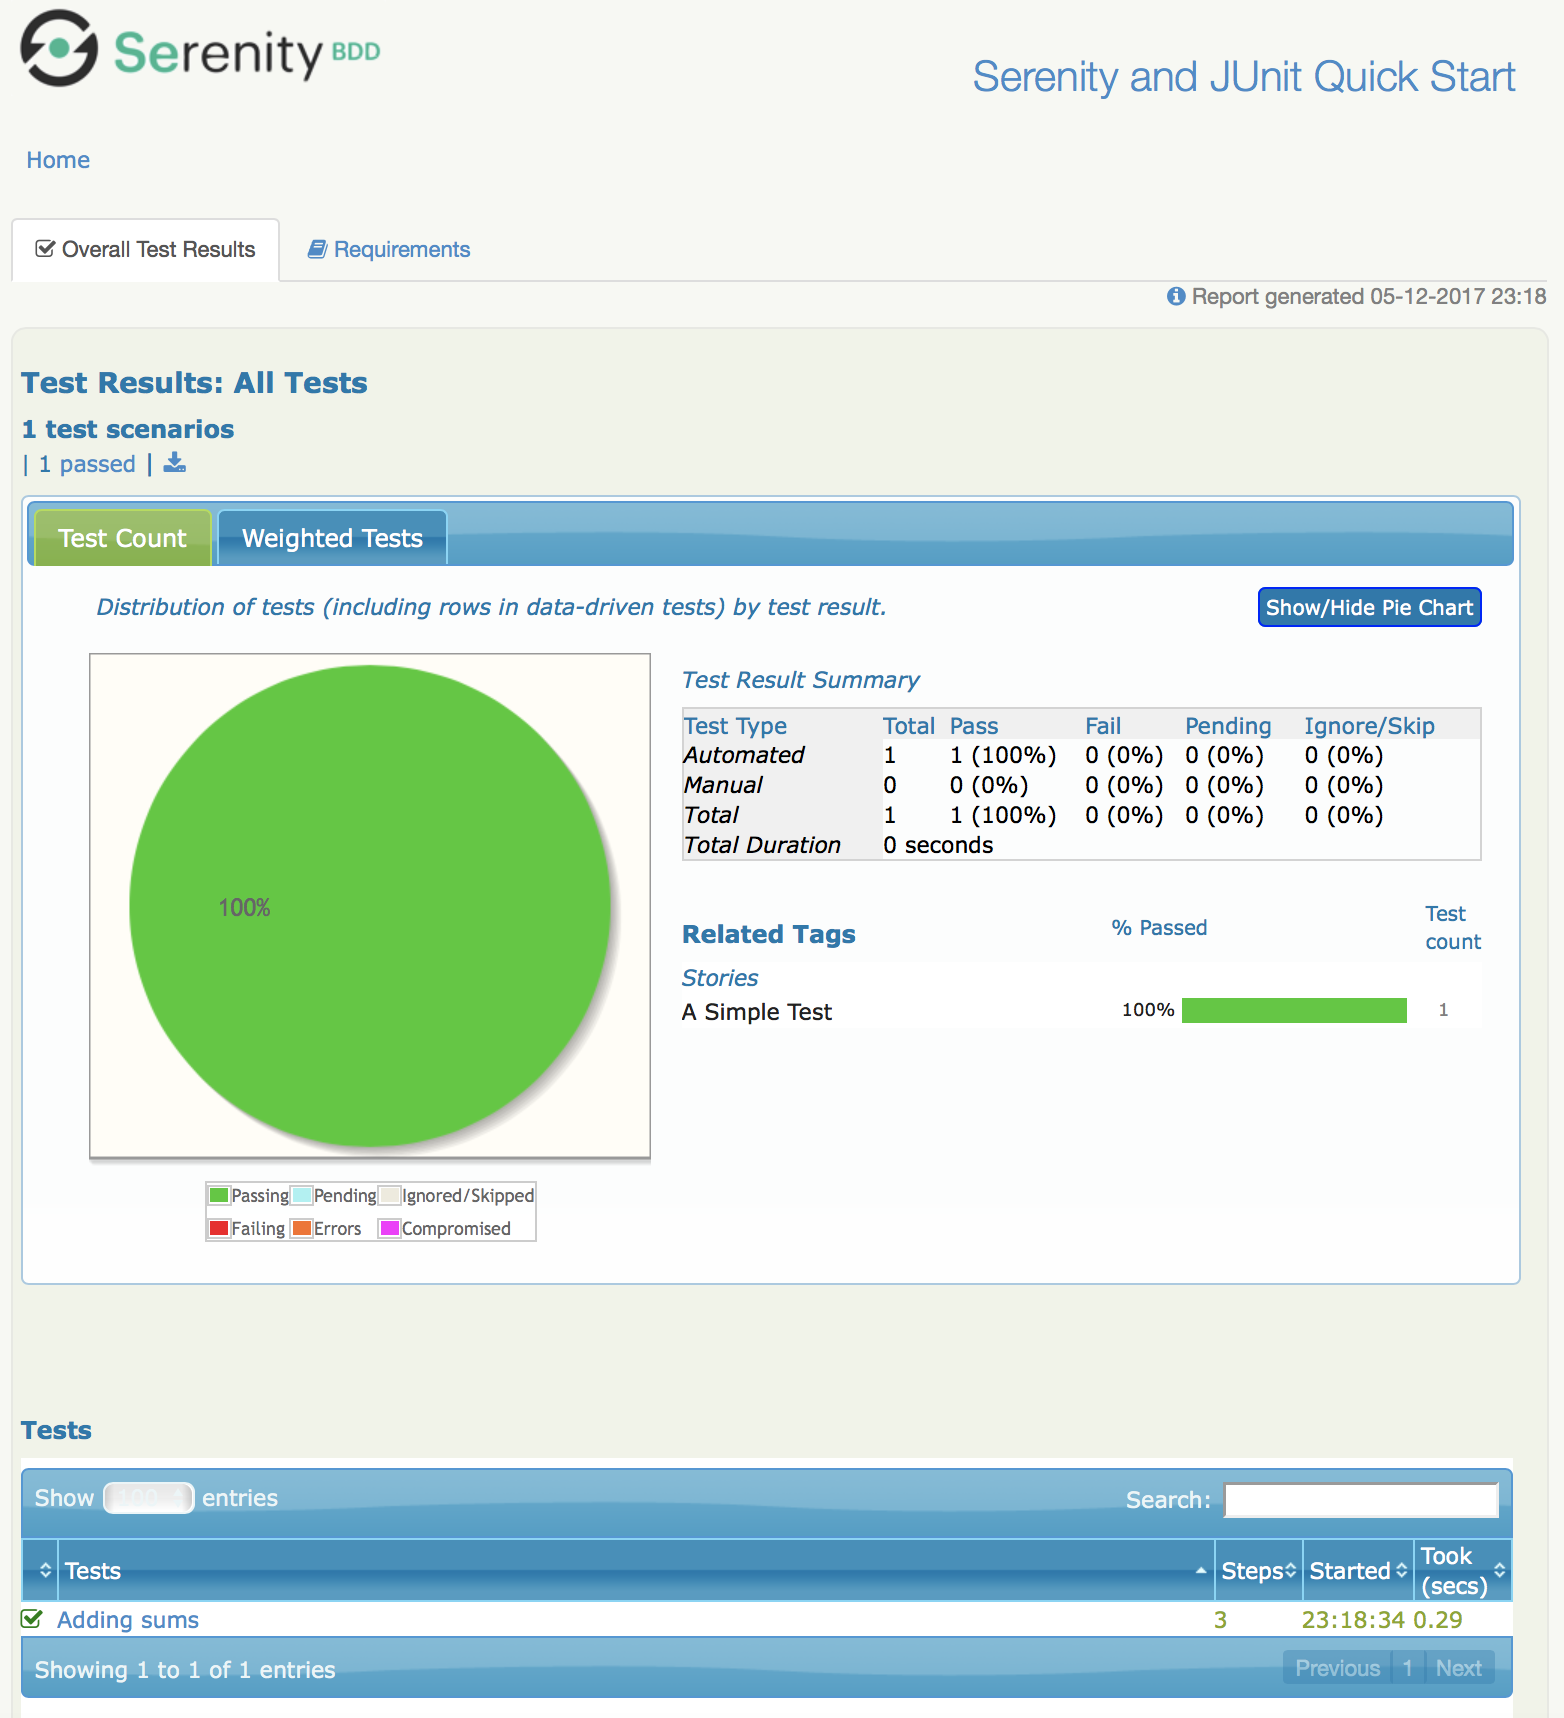 Serenity BDD
Serenity and JUnit Quick Start
Home
Overall Test Results Requirements
Report generated 05-12-2017 23:18
Test Results: All Tests
1 test scenarios
| 1 passed |
Test Count Weighted Tests
Distribution of tests (including rows in data-driven tests) by test result.
Show/Hide Pie Chart
100%
Passing Pending Ignored/Skipped
Failing Errors Compromised
Test Result Summary
Test Type Total Pass Fail Pending Ignore/Skip
Automated 1 1 (100%) 0 (0%) 0 (0%) 0 (0%)
Manual 0 0 (0%) 0 (0%) 0 (0%) 0 (0%)
Total 1 1 (100%) 0 (0%) 0 (0%) 0 (0%)
Total Duration 0 seconds
Related Tags % Passed Test count
Stories
A Simple Test 100% 1
Tests
Show 100 entries Search:
Tests Steps Started Took (secs)
Adding sums 3 23:18:34 0.29
Showing 1 to 1 of 1 entries Previous 1 Next